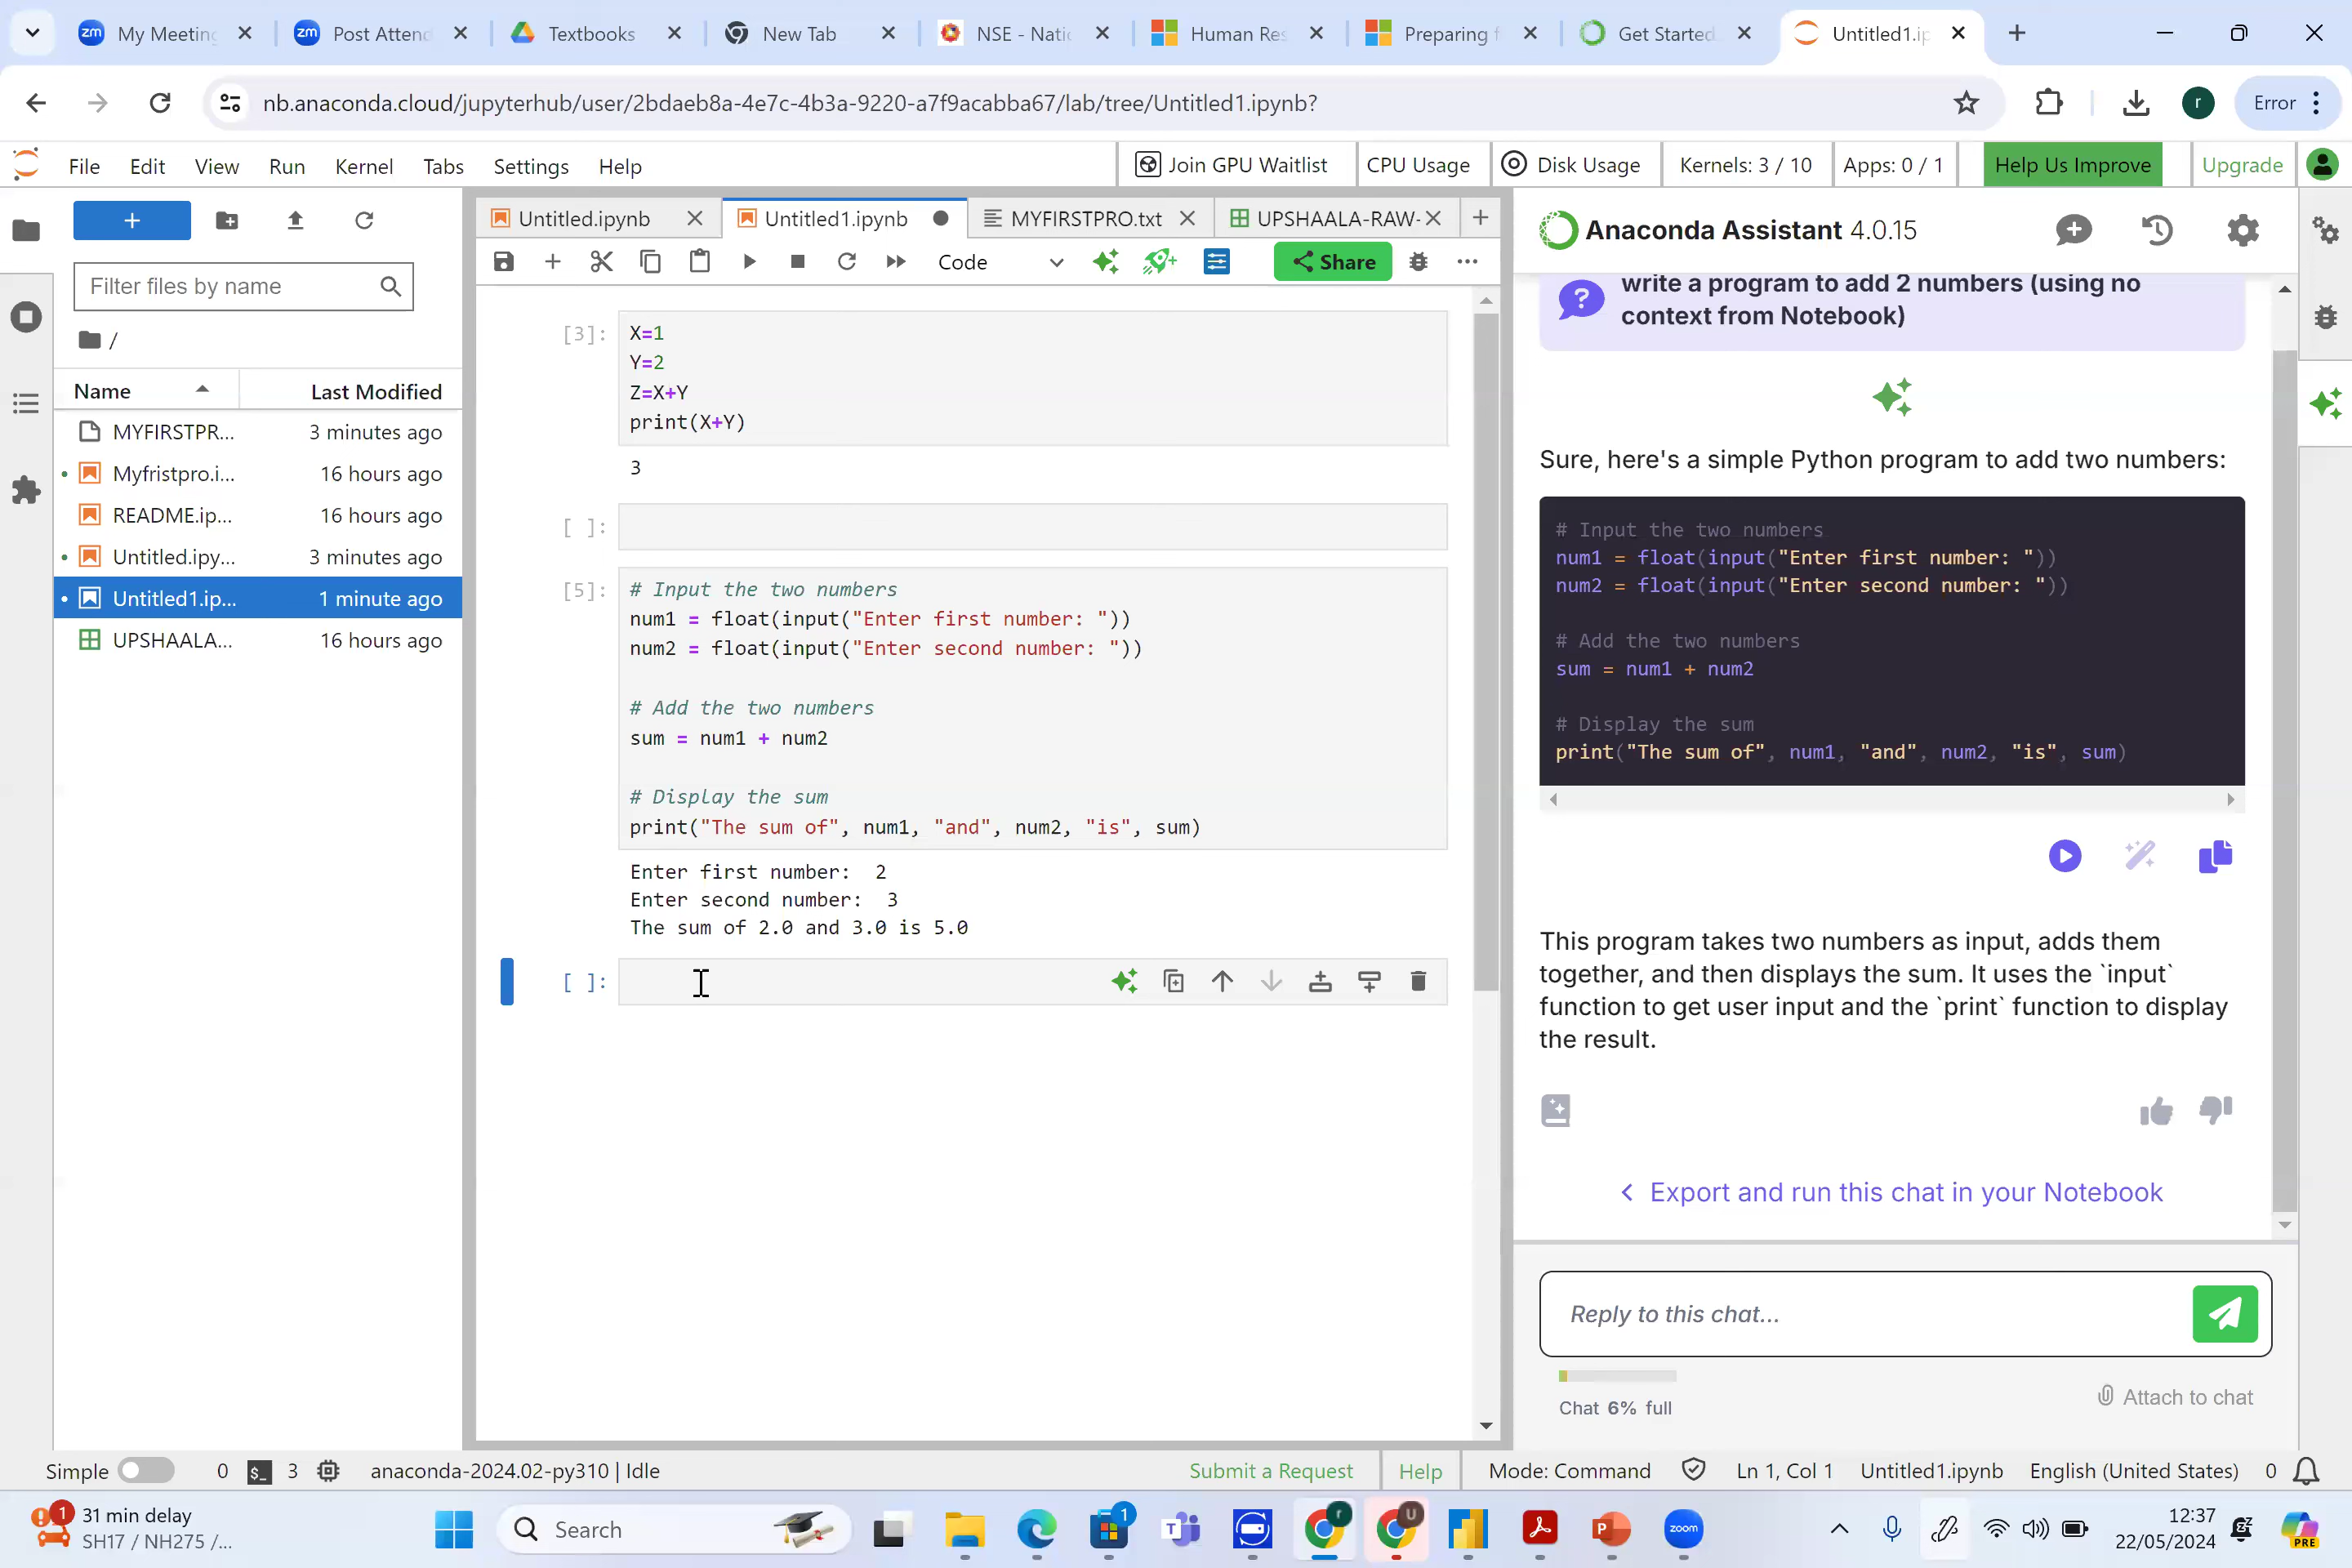 zm My Meeting
zm Post Attend
Textbooks
New Tab
NSE - Natio
Human Res
Preparing f
Get Started
Untitled1.ip
nb.anaconda.cloud/jupyterhub/user/2bdaeb8a-4e7c-4b3a-9220-a7f9acabba67/lab/tree/Untitled1.ipynb?
r
Error
File Edit View Run Kernel Tabs Settings Help
Join GPU Waitlist CPU Usage Disk Usage Kernels: 3 / 10 Apps: 0 / 1 Help Us Improve Upgrade
+
Filter files by name
/
Name Last Modified
MYFIRSTPR... 3 minutes ago
Myfristpro.i... 16 hours ago
README.ip... 16 hours ago
Untitled.ipy... 3 minutes ago
Untitled1.ip... 1 minute ago
UPSHAALA... 16 hours ago
Untitled.ipynb Untitled1.ipynb MYFIRSTPRO.txt UPSHAALA-RAW-
Code Share
[3]: X=1
Y=2
Z=X+Y
print(X+Y)
3
[ ]:
[5]: # Input the two numbers
num1 = float(input("Enter first number: "))
num2 = float(input("Enter second number: "))
# Add the two numbers
sum = num1 + num2
# Display the sum
print("The sum of", num1, "and", num2, "is", sum)
Enter first number: 2
Enter second number: 3
The sum of 2.0 and 3.0 is 5.0
[ ]:
Anaconda Assistant 4.0.15
write a program to add 2 numbers (using no
context from Notebook)
Sure, here's a simple Python program to add two numbers:
# Input the two numbers
num1 = float(input("Enter first number: "))
num2 = float(input("Enter second number: "))
# Add the two numbers
sum = num1 + num2
# Display the sum
print("The sum of", num1, "and", num2, "is", sum)
This program takes two numbers as input, adds them
together, and then displays the sum. It uses the `input`
function to get user input and the `print` function to display
the result.
< Export and run this chat in your Notebook
Reply to this chat...
Chat 6% full
Attach to chat
Simple 0 $_ 3 anaconda-2024.02-py310 | Idle
Submit a Request Help Mode: Command Ln 1, Col 1 Untitled1.ipynb English (United States) 0
1
31 min delay
SH17 / NH275 /...
Search
1
T
r
U
P
zoom
12:37
22/05/2024
PRE